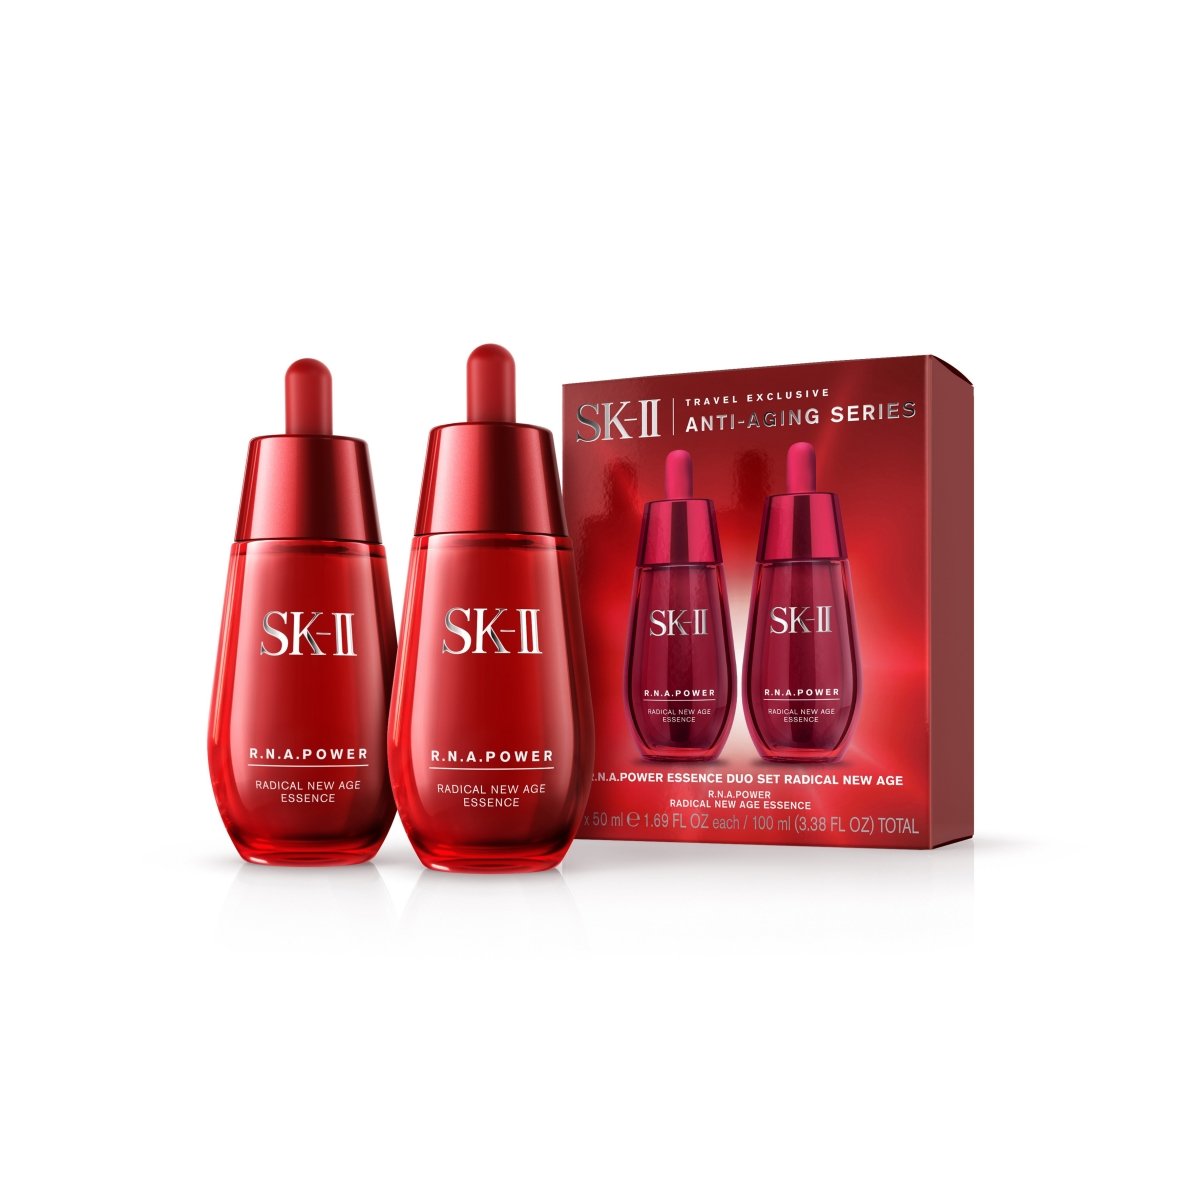 SK-II
R.N.A.POWER
RADICAL NEW AGE
ESSENCE
SK-II
R.N.A.POWER
RADICAL NEW AGE
ESSENCE
SK-II
TRAVEL EXCLUSIVE
ANTI-AGING SERIES
SK-II
R.N.A.POWER
RADICAL NEW AGE
ESSENCE
SK-II
R.N.A.POWER
RADICAL NEW AGE
ESSENCE
R.N.A.POWER ESSENCE DUO SET RADICAL NEW AGE
R.N.A.POWER
RADICAL NEW AGE ESSENCE
x 50 ml ℮ 1.69 FL OZ each / 100 ml (3.38 FL OZ) TOTAL